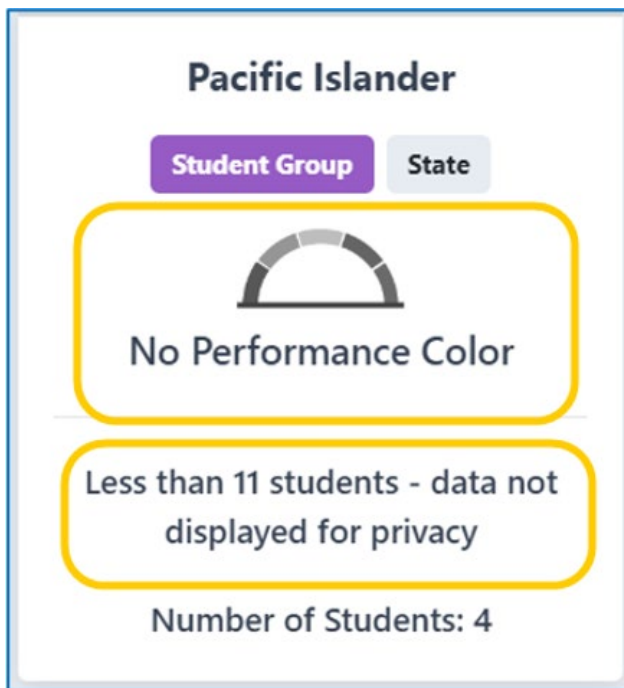 Pacific Islander
Student Group State
No Performance Color
Less than 11 students - data not
displayed for privacy
Number of Students: 4